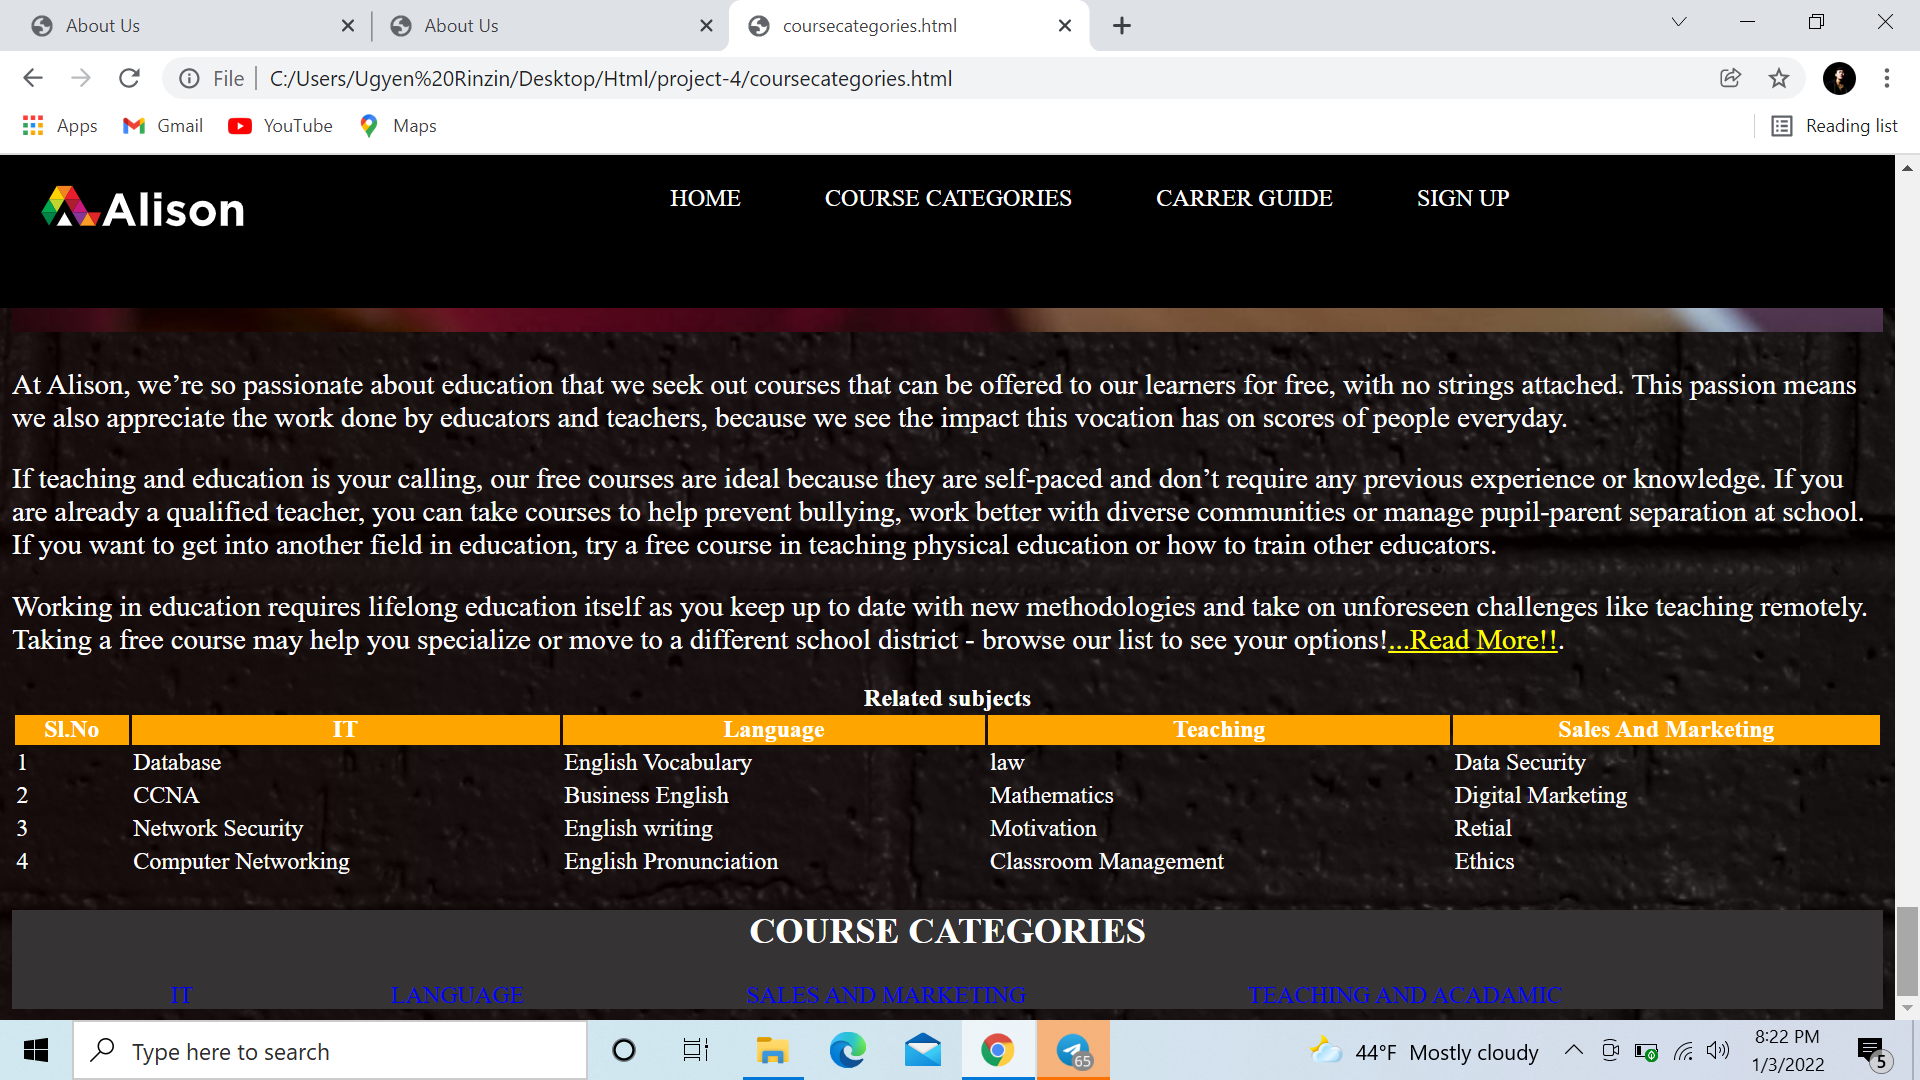 About Us
About Us
coursecategories.html
File
C:/Users/Ugyen%20Rinzin/Desktop/Html/project-4/coursecategories.html
Apps
Gmail
YouTube
Maps
Reading list
Alison
HOME
COURSE CATEGORIES
CARRER GUIDE
SIGN UP
At Alison, we’re so passionate about education that we seek out courses that can be offered to our learners for free, with no strings attached. This passion means
we also appreciate the work done by educators and teachers, because we see the impact this vocation has on scores of people everyday.
If teaching and education is your calling, our free courses are ideal because they are self-paced and don’t require any previous experience or knowledge. If you
are already a qualified teacher, you can take courses to help prevent bullying, work better with diverse communities or manage pupil-parent separation at school.
If you want to get into another field in education, try a free course in teaching physical education or how to train other educators.
Working in education requires lifelong education itself as you keep up to date with new methodologies and take on unforeseen challenges like teaching remotely.
Taking a free course may help you specialize or move to a different school district - browse our list to see your options!...Read More!!.
Related subjects
Sl.No IT Language Teaching Sales And Marketing
1 Database English Vocabulary law Data Security
2 CCNA Business English Mathematics Digital Marketing
3 Network Security English writing Motivation Retial
4 Computer Networking English Pronunciation Classroom Management Ethics
COURSE CATEGORIES
IT LANGUAGE SALES AND MARKETING TEACHING AND ACADAMIC
Type here to search
65
44°F Mostly cloudy
8:22 PM
1/3/2022
5